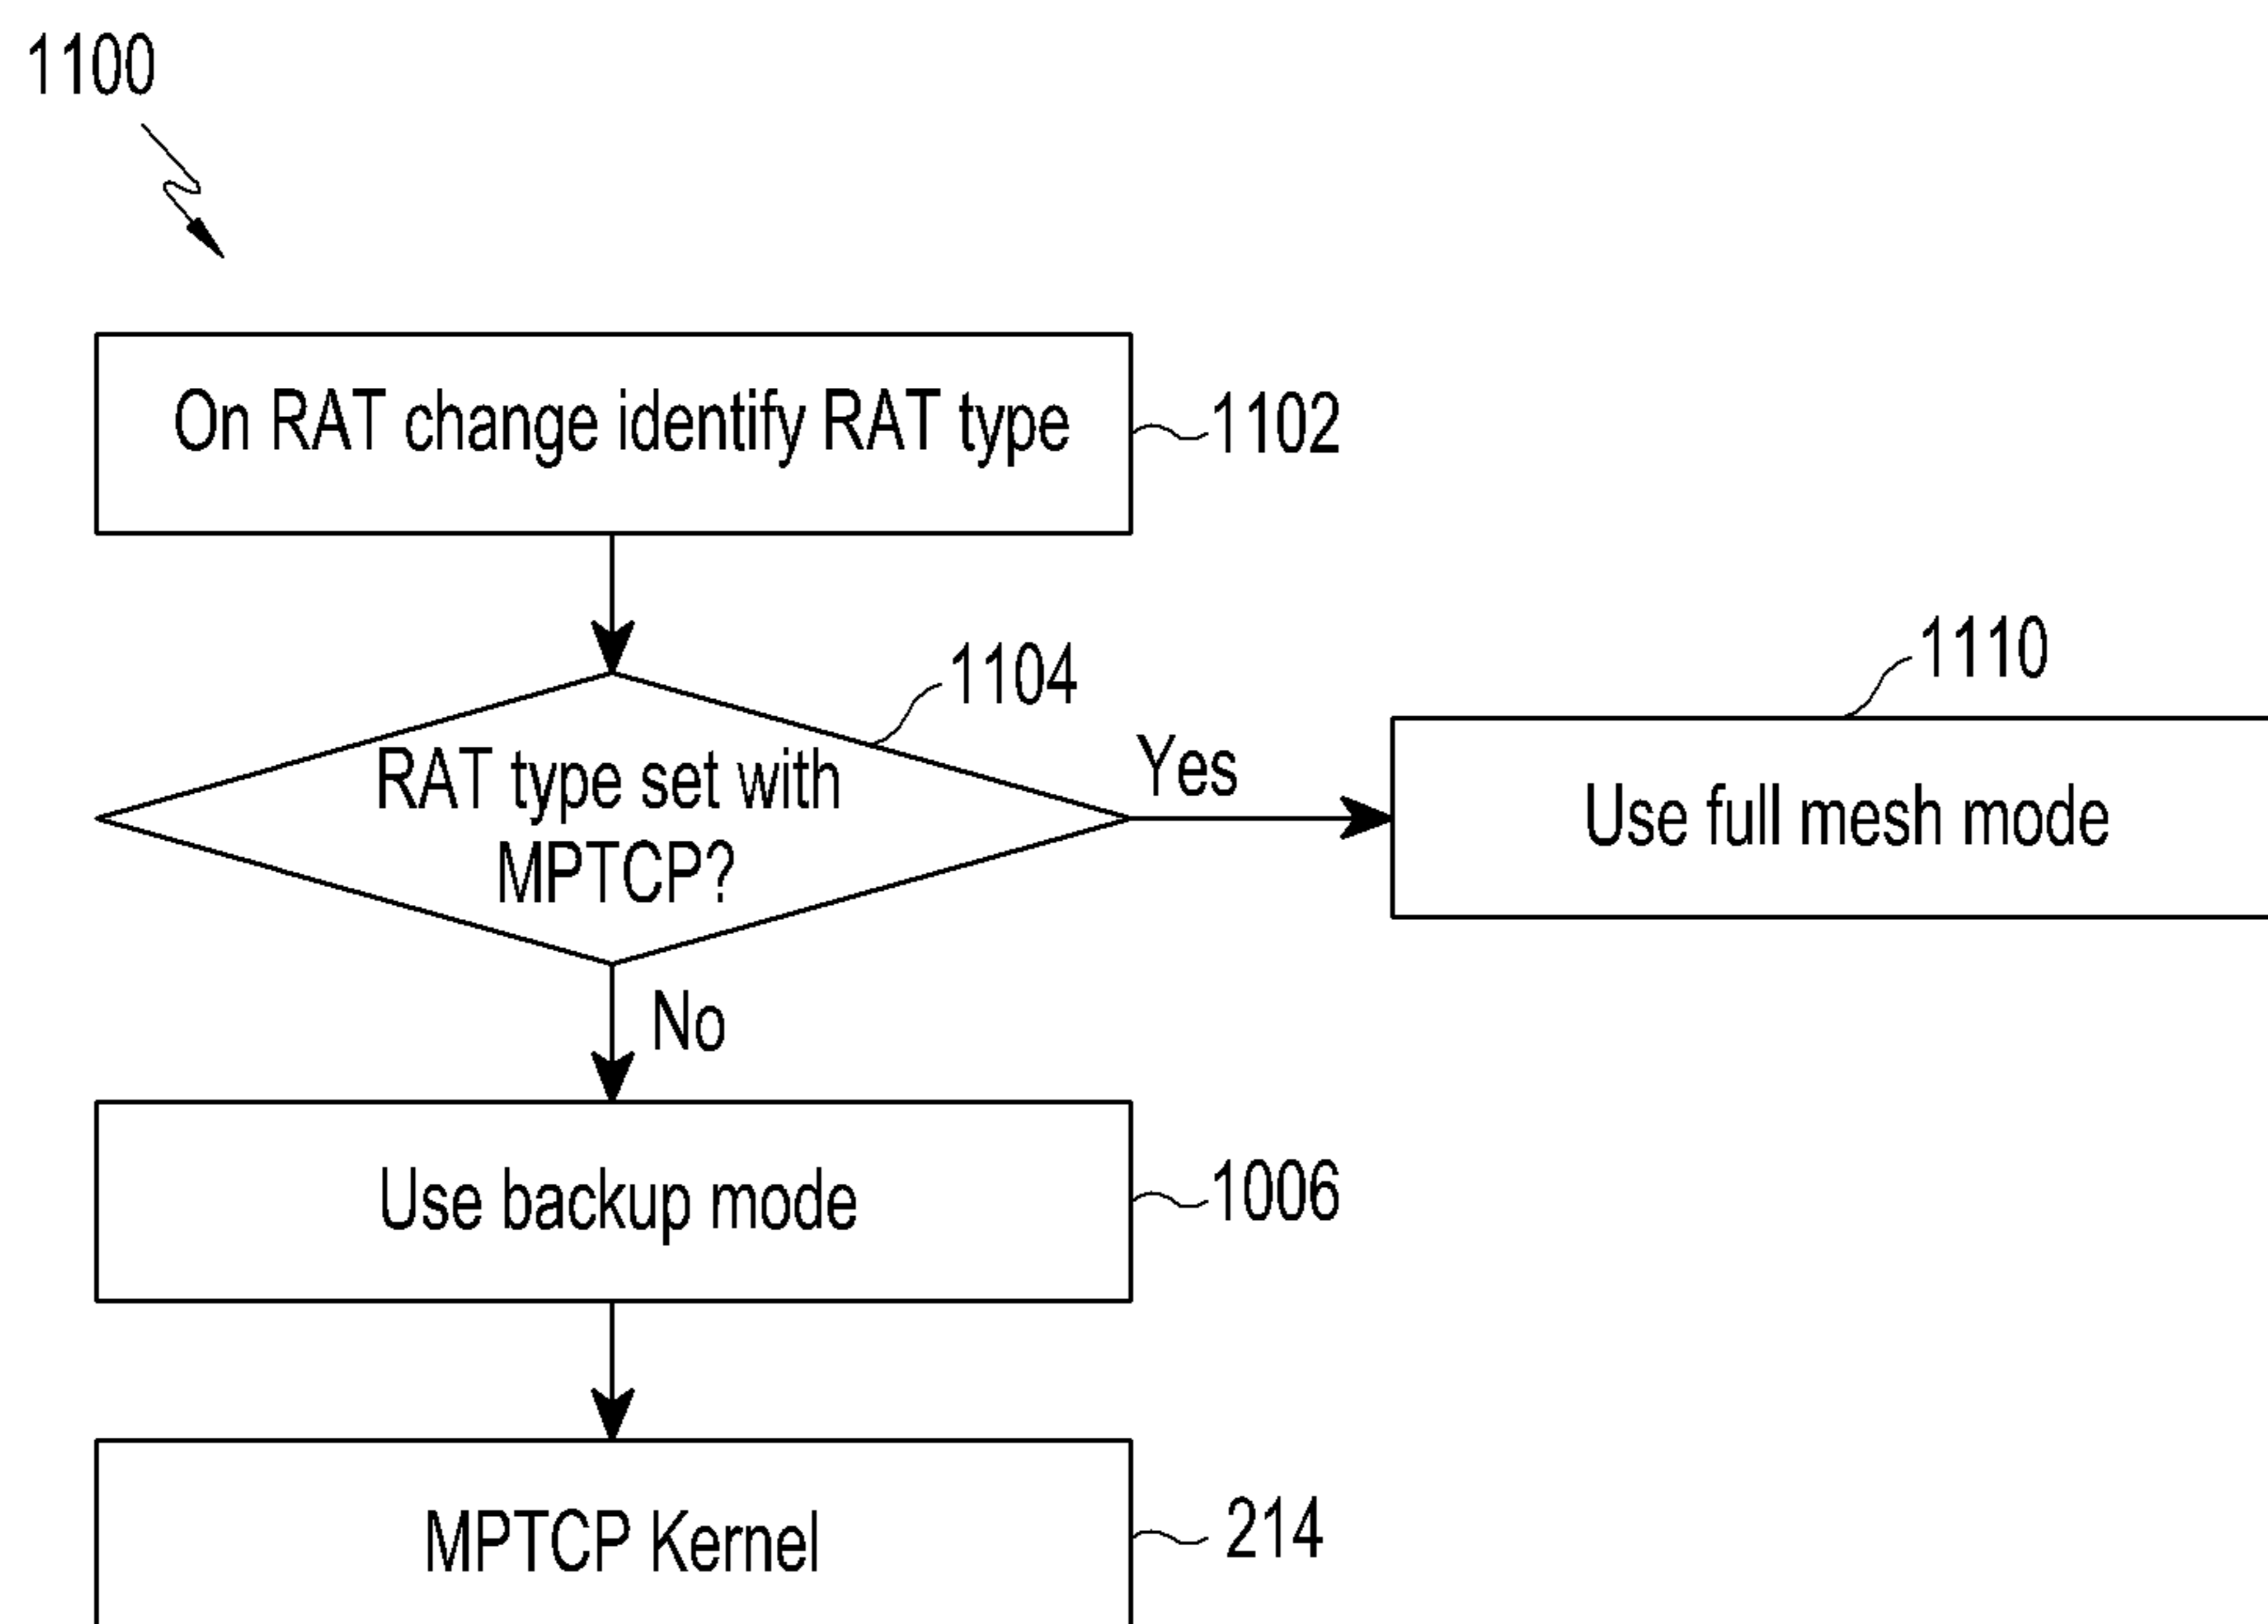 1100
On RAT change identify RAT type
1102
1104
RAT type set with
MPTCP?
Yes
1110
Use full mesh mode
No
Use backup mode
1006
MPTCP Kernel
214